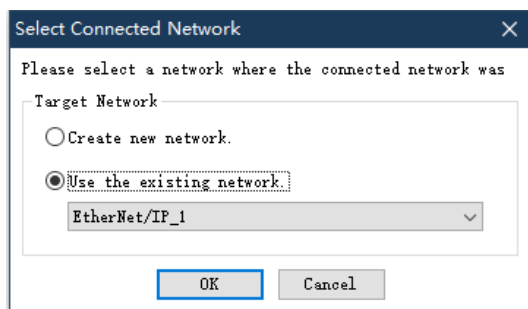 Select Connected Network
Please select a network where the connected network was
Target Network
Create new network.
Use the existing network.
EtherNet/IP_1
OK
Cancel